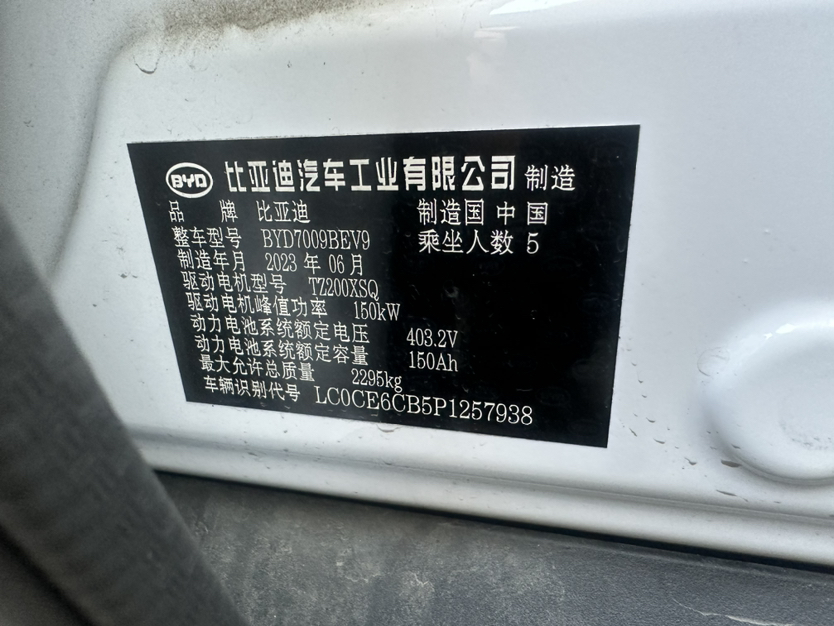 BYD 比亚迪汽车工业有限公司 制造
品牌 比亚迪 制造国 中国
整车型号 BYD7009BEV9 乘坐人数 5
制造年月 2023 年 06 月
驱动电机型号 TZ200XSQ
驱动电机峰值功率 150kW
动力电池系统额定电压 403.2V
动力电池系统额定容量 150Ah
最大允许总质量 2295kg
车辆识别代号 LC0CE6CB5P1257938